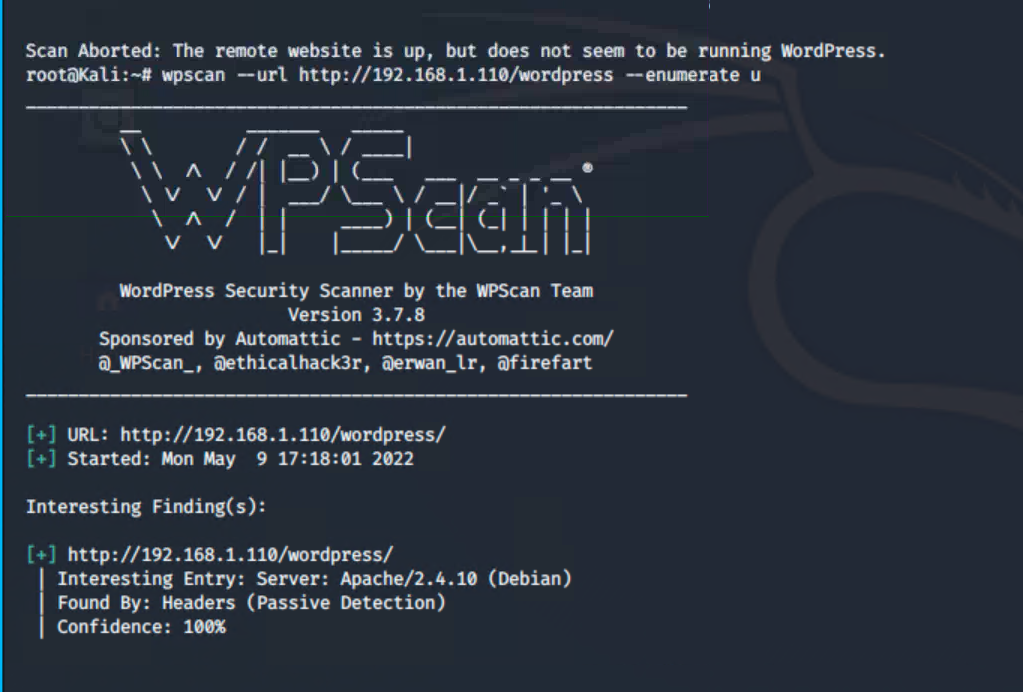 Scan Aborted: The remote website is up, but does not seem to be running WordPress.
root@Kali:~# wpscan --url http://192.168.1.110/wordpress --enumerate u
WPScan ®
WordPress Security Scanner by the WPScan Team
Version 3.7.8
Sponsored by Automattic - https://automattic.com/
@_WPScan_, @ethicalhack3r, @erwan_lr, @firefart
[+] URL: http://192.168.1.110/wordpress/
[+] Started: Mon May  9 17:18:01 2022
Interesting Finding(s):
[+] http://192.168.1.110/wordpress/
| Interesting Entry: Server: Apache/2.4.10 (Debian)
| Found By: Headers (Passive Detection)
| Confidence: 100%